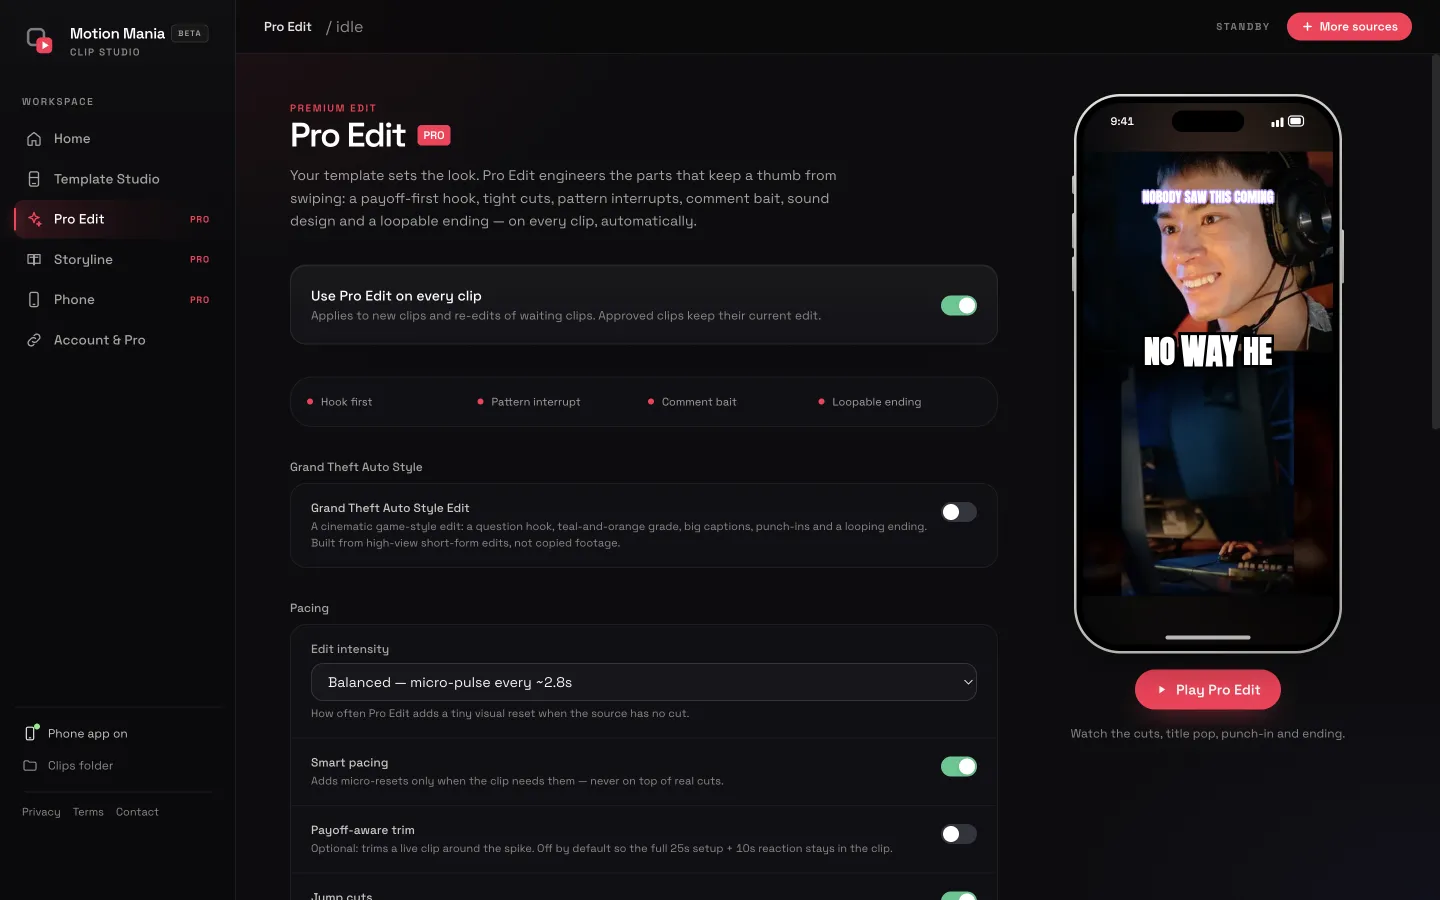 Motion Mania BETA
CLIP STUDIO
WORKSPACE
Home
Template Studio
Pro Edit PRO
Storyline PRO
Phone PRO
Account & Pro
Phone app on
Clips folder
Privacy Terms Contact
Pro Edit / idle
STANDBY
+ More sources
PREMIUM EDIT
Pro Edit PRO
Your template sets the look. Pro Edit engineers the parts that keep a thumb from
swiping: a payoff-first hook, tight cuts, pattern interrupts, comment bait, sound
design and a loopable ending — on every clip, automatically.
Use Pro Edit on every clip
Applies to new clips and re-edits of waiting clips. Approved clips keep their current edit.
Hook first
Pattern interrupt
Comment bait
Loopable ending
Grand Theft Auto Style
Grand Theft Auto Style Edit
A cinematic game-style edit: a question hook, teal-and-orange grade, big captions, punch-ins and a looping ending.
Built from high-view short-form edits, not copied footage.
Pacing
Edit intensity
Balanced — micro-pulse every ~2.8s
How often Pro Edit adds a tiny visual reset when the source has no cut.
Smart pacing
Adds micro-resets only when the clip needs them — never on top of real cuts.
Payoff-aware trim
Optional: trims a live clip around the spike. Off by default so the full 25s setup + 10s reaction stays in the clip.
Jump cuts
9:41
NOBODY SAW THIS COMING
NO WAY HE
Play Pro Edit
Watch the cuts, title pop, punch-in and ending.